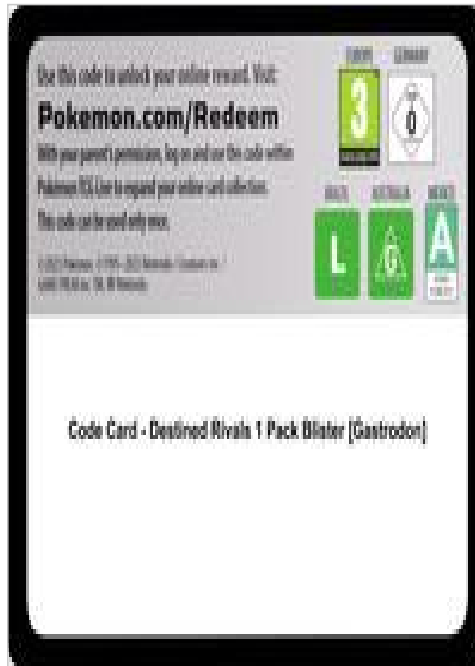 Use this code to unlock your online reward. Visit:
Pokemon.com/Redeem
With your parent's permission, log on and use this code within
Pokémon TCG Live to expand your online card collection.
This code can be used only once.
EUROPE GERMANY
3
0
BRAZIL AUSTRALIA MEXICO
L
G
A
Code Card - Destined Rivals 1 Pack Blister [Gastrodon]